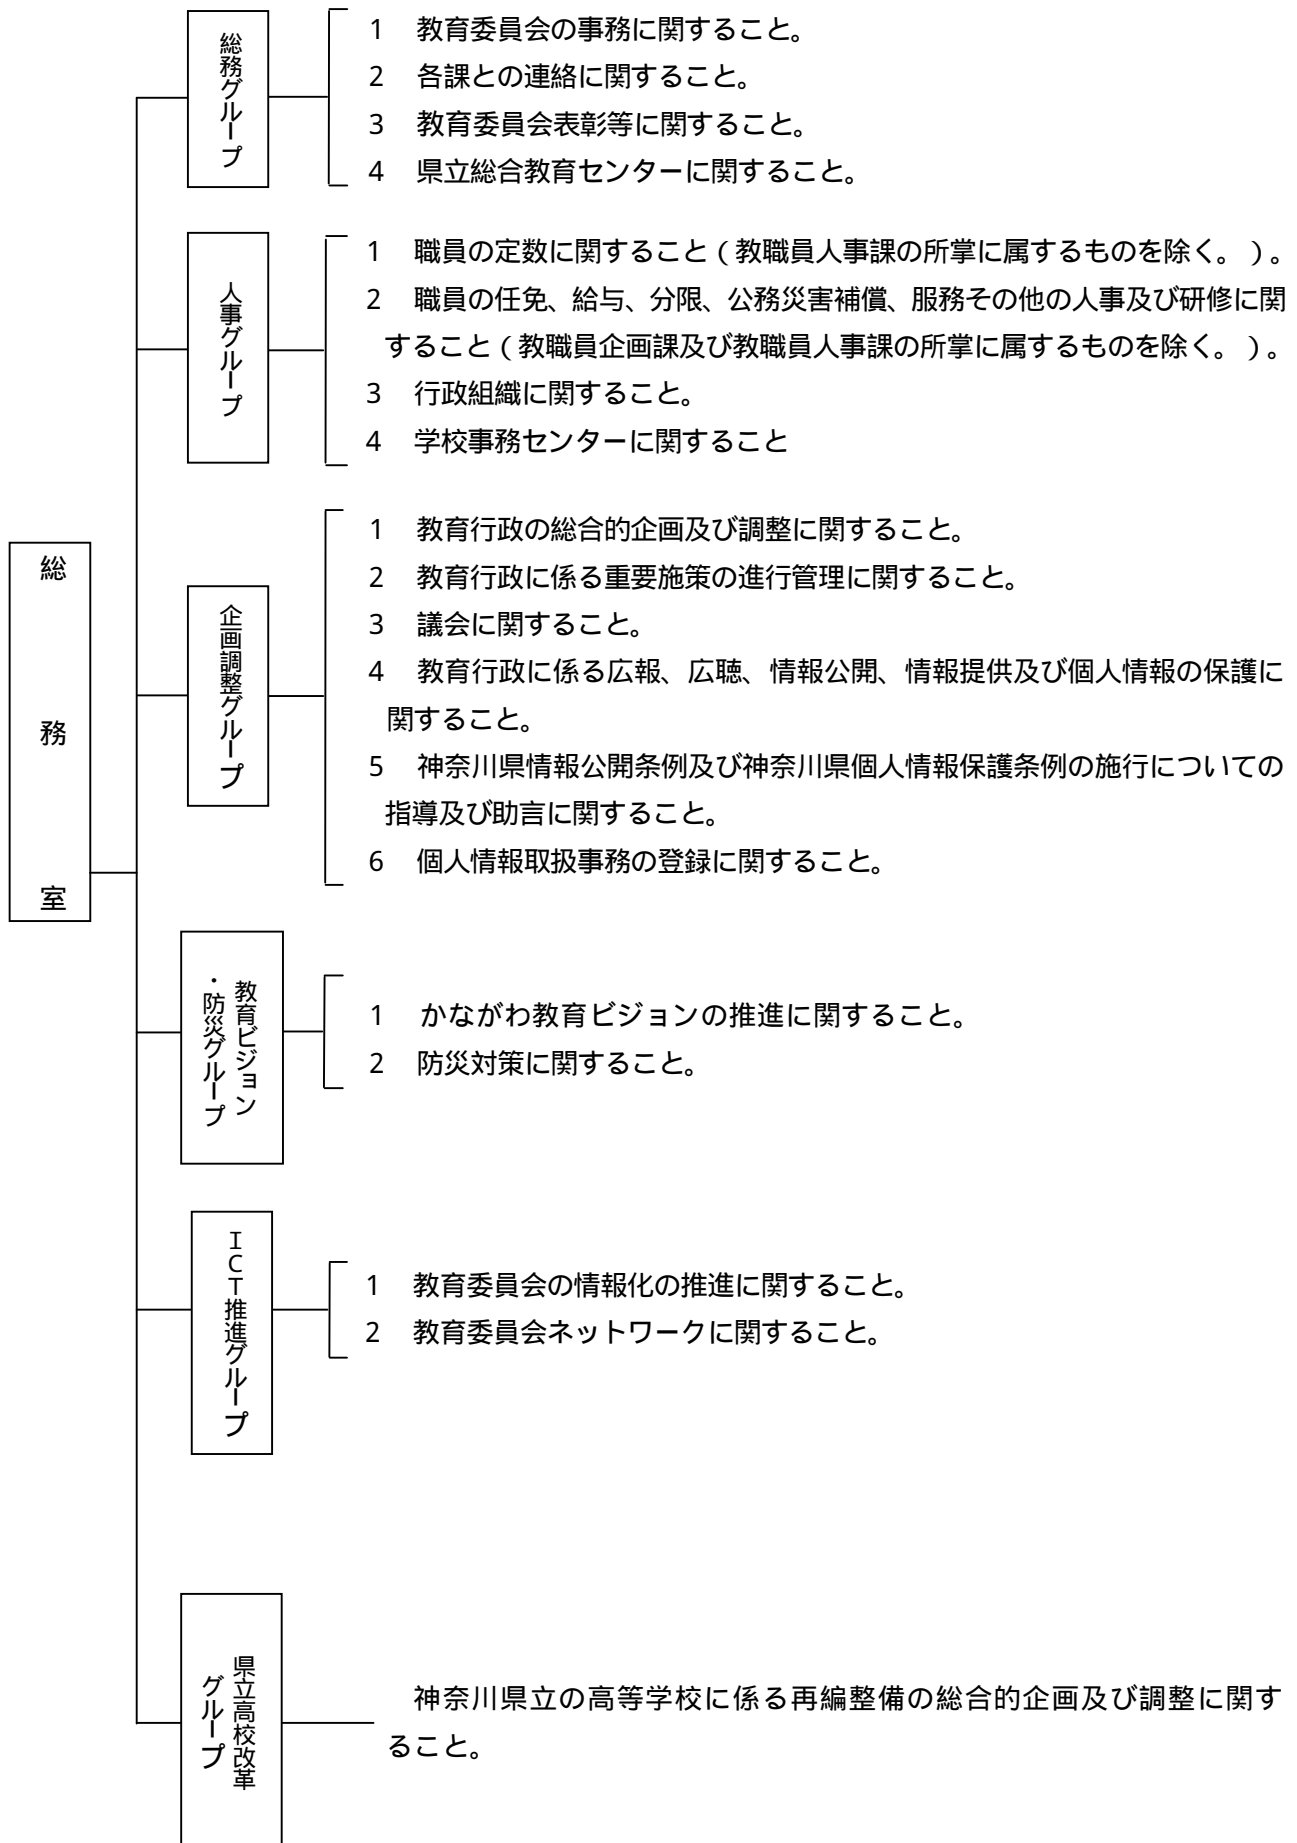 総務室
総務グループ
1 教育委員会の事務に関すること。
2 各課との連絡に関すること。
3 教育委員会表彰等に関すること。
4 県立総合教育センターに関すること。
人事グループ
1 職員の定数に関すること(教職員人事課の所掌に属するものを除く。)。
2 職員の任免、給与、分限、公務災害補償、服務その他の人事及び研修に関
すること(教職員企画課及び教職員人事課の所掌に属するものを除く。)。
3 行政組織に関すること。
4 学校事務センターに関すること
企画調整グループ
1 教育行政の総合的企画及び調整に関すること。
2 教育行政に係る重要施策の進行管理に関すること。
3 議会に関すること。
4 教育行政に係る広報、広聴、情報公開、情報提供及び個人情報の保護に
関すること。
5 神奈川県情報公開条例及び神奈川県個人情報保護条例の施行についての
指導及び助言に関すること。
6 個人情報取扱事務の登録に関すること。
教育ビジョン
・防災グループ
1 かながわ教育ビジョンの推進に関すること。
2 防災対策に関すること。
ICT推進グループ
1 教育委員会の情報化の推進に関すること。
2 教育委員会ネットワークに関すること。
県立高校改革
グループ
神奈川県立の高等学校に係る再編整備の総合的企画及び調整に関す
ること。